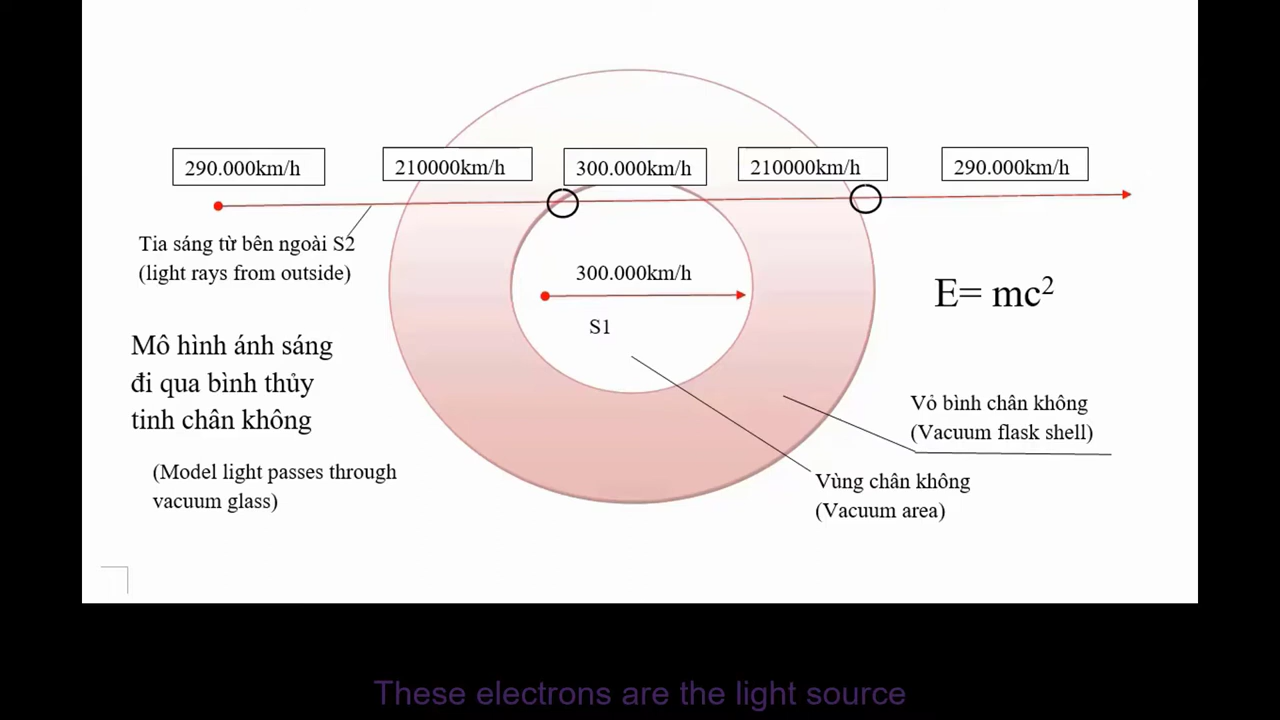 290.000km/h
210000km/h
300.000km/h
210000km/h
290.000km/h
Tia sáng từ bên ngoài S2
(light rays from outside)
300.000km/h
S1
E= mc²
Mô hình ánh sáng
đi qua bình thủy
tinh chân không
(Model light passes through
vacuum glass)
Vỏ bình chân không
(Vacuum flask shell)
Vùng chân không
(Vacuum area)
These electrons are the light source